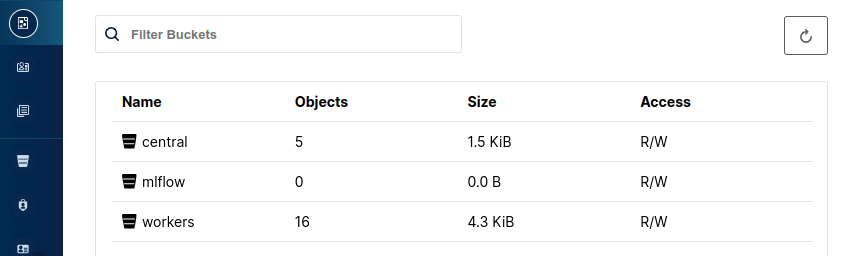 Filter Buckets
Name Objects Size Access
central 5 1.5 KiB R/W
mlflow 0 0.0 B R/W
workers 16 4.3 KiB R/W